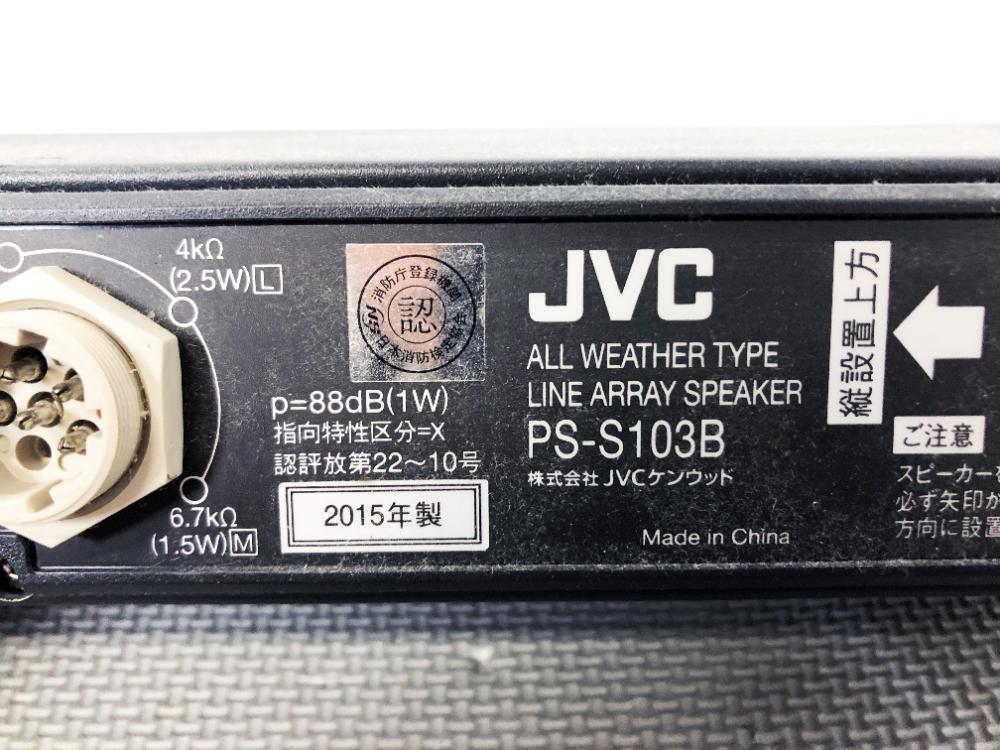 4kΩ
(2.5W) L
6.7kΩ
(1.5W) M
消防庁登録機関
認
日本消防検定協会
p=88dB(1W)
指向特性区分=X
認評放第22～10号
2015年製
JVC
ALL WEATHER TYPE
LINE ARRAY SPEAKER
PS-S103B
株式会社 JVCケンウッド
Made in China
縦設置上方
ご注意
スピーカーを
必ず矢印が
方向に設置